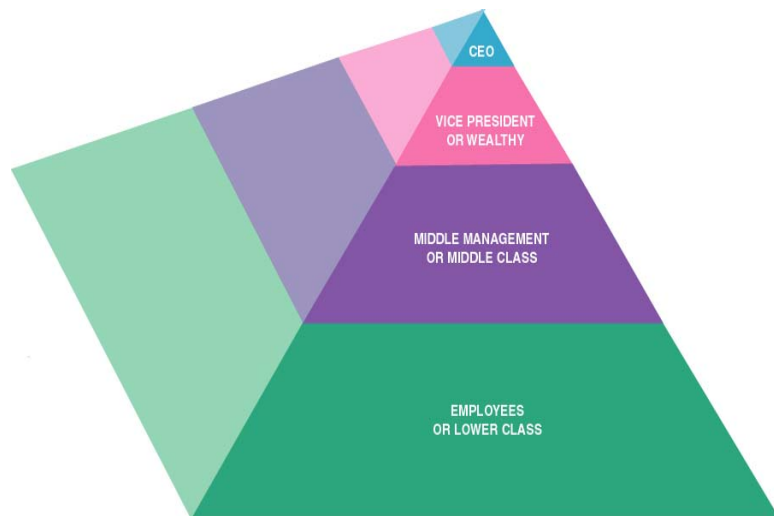 CEO
VICE PRESIDENT
OR WEALTHY
MIDDLE MANAGEMENT
OR MIDDLE CLASS
EMPLOYEES
OR LOWER CLASS